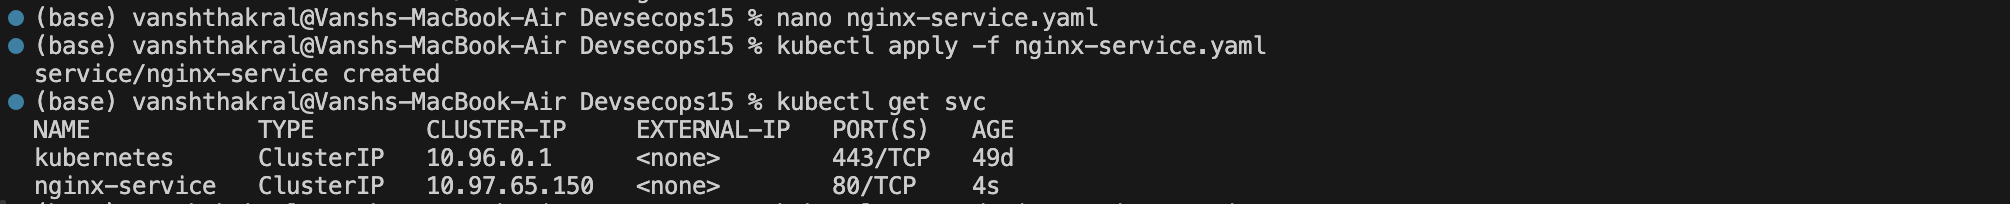 (base) vanshthakral@Vanshs-MacBook-Air Devsecops15 % nano nginx-service.yaml
(base) vanshthakral@Vanshs-MacBook-Air Devsecops15 % kubectl apply -f nginx-service.yaml
service/nginx-service created
(base) vanshthakral@Vanshs-MacBook-Air Devsecops15 % kubectl get svc
NAME            TYPE        CLUSTER-IP     EXTERNAL-IP   PORT(S)   AGE
kubernetes      ClusterIP   10.96.0.1      <none>        443/TCP   49d
nginx-service   ClusterIP   10.97.65.150   <none>        80/TCP    4s